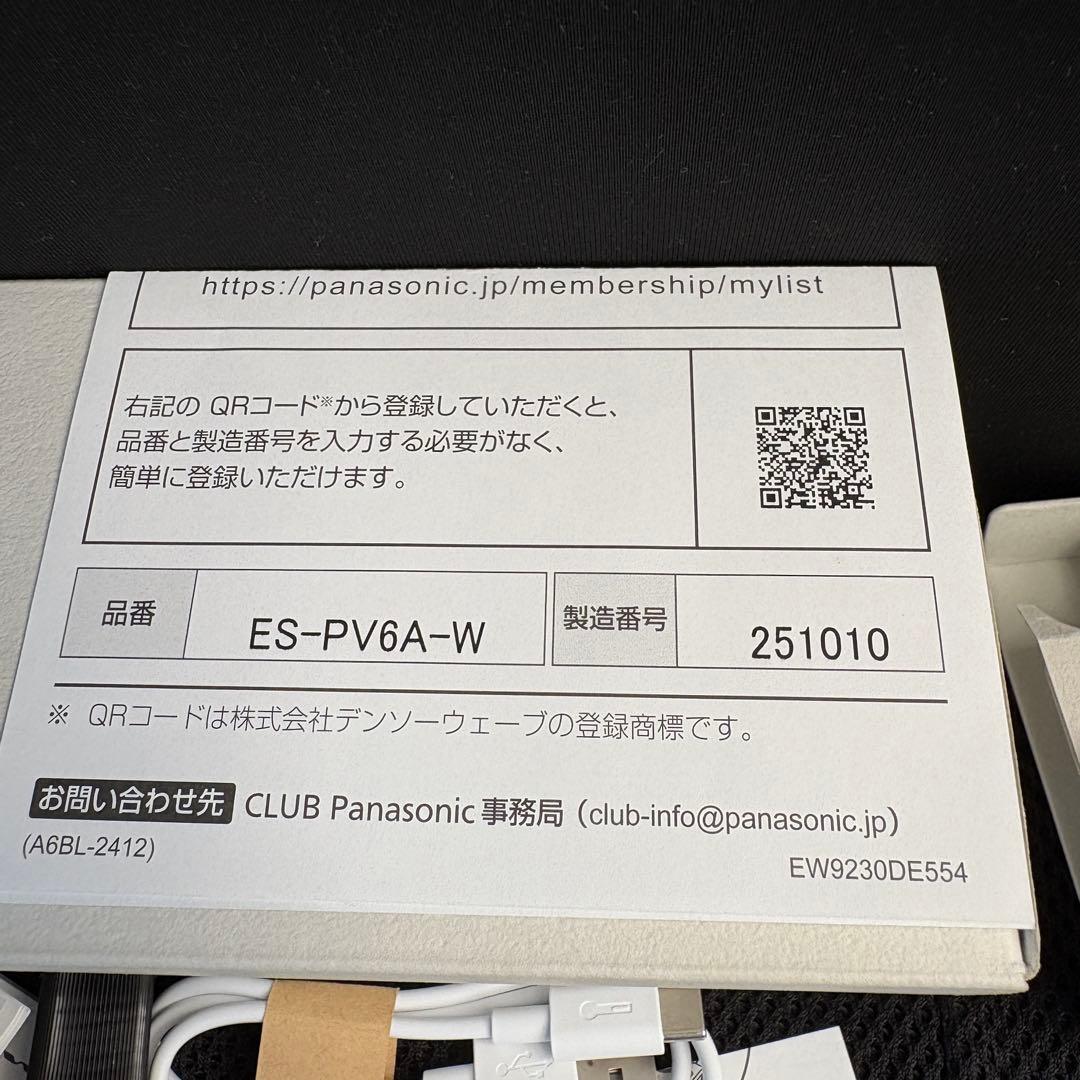 https://panasonic.jp/membership/mylist
右記の QRコード※から登録していただくと、
品番と製造番号を入力する必要がなく、
簡単に登録いただけます。
品番 ES-PV6A-W 製造番号 251010
※ QRコードは株式会社デンソーウェーブの登録商標です。
お問い合わせ先 CLUB Panasonic 事務局（club-info@panasonic.jp）
(A6BL-2412)
EW9230DE554